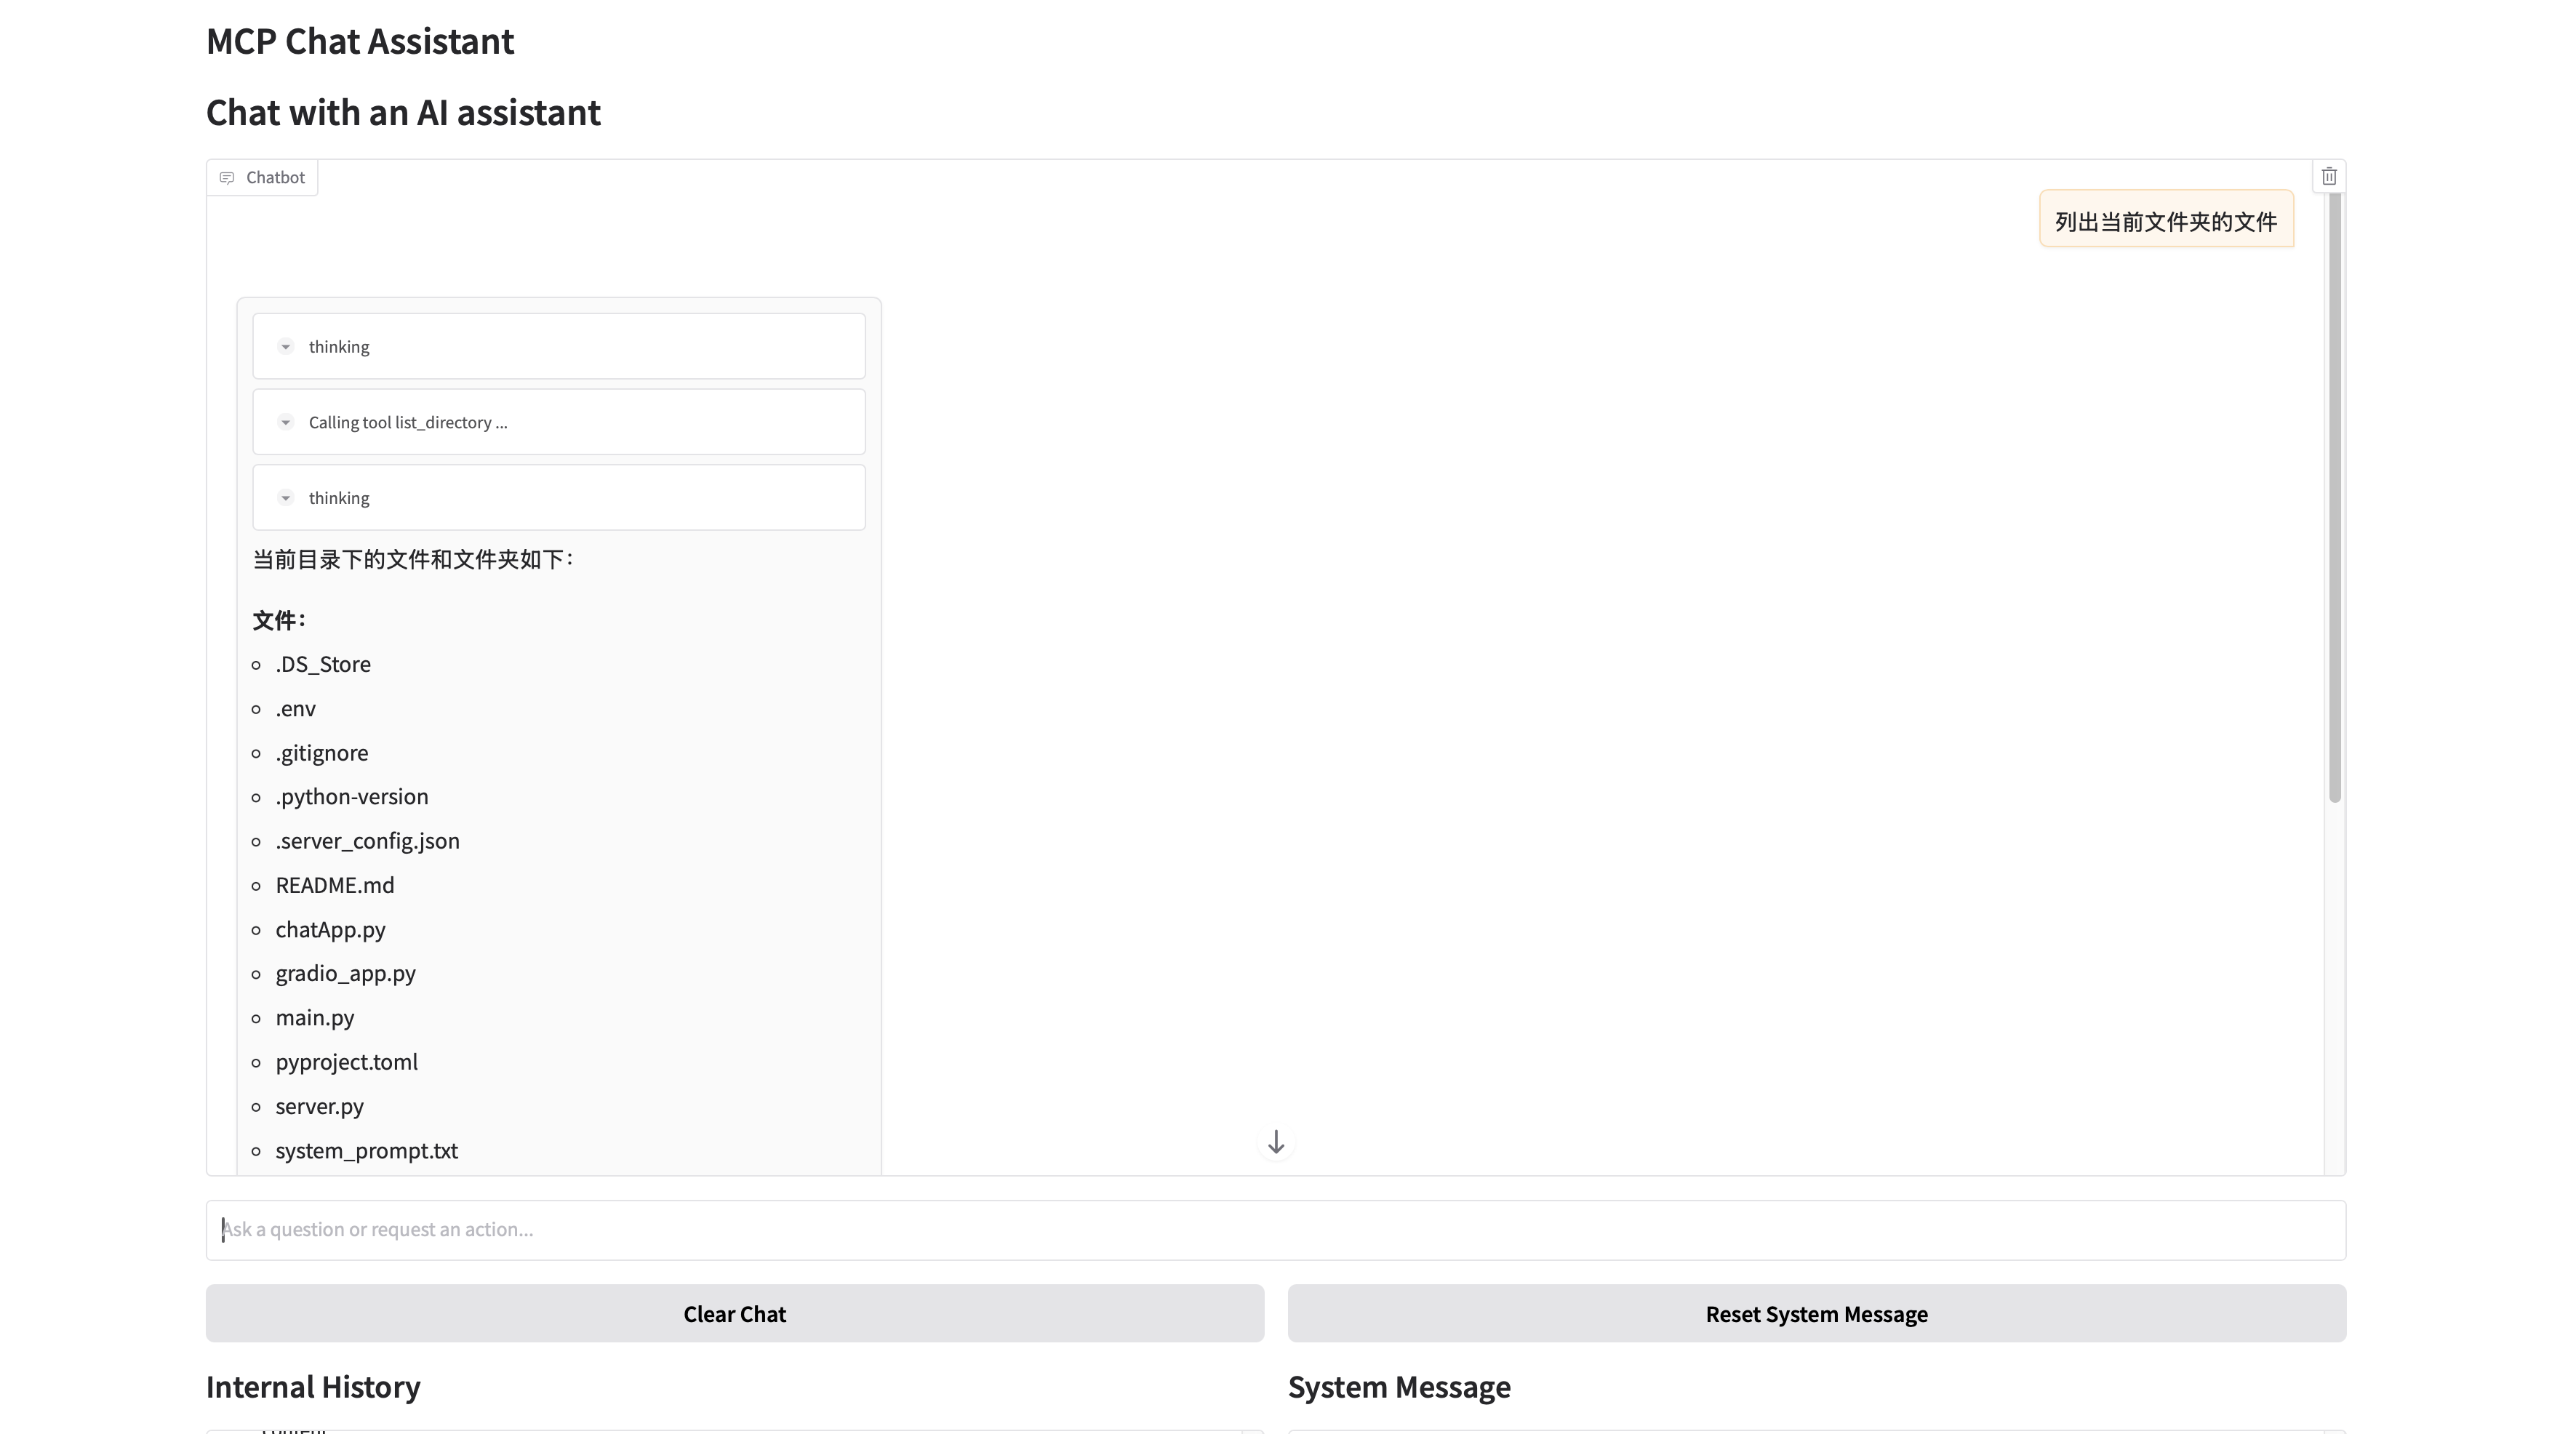 MCP Chat Assistant
Chat with an AI assistant
Chatbot
列出当前文件夹的文件
thinking
Calling tool list_directory ...
thinking
当前目录下的文件和文件夹如下：
文件：
.DS_Store
.env
.gitignore
.python-version
.server_config.json
README.md
chatApp.py
gradio_app.py
main.py
pyproject.toml
server.py
system_prompt.txt
Ask a question or request an action...
Clear Chat
Reset System Message
Internal History
System Message